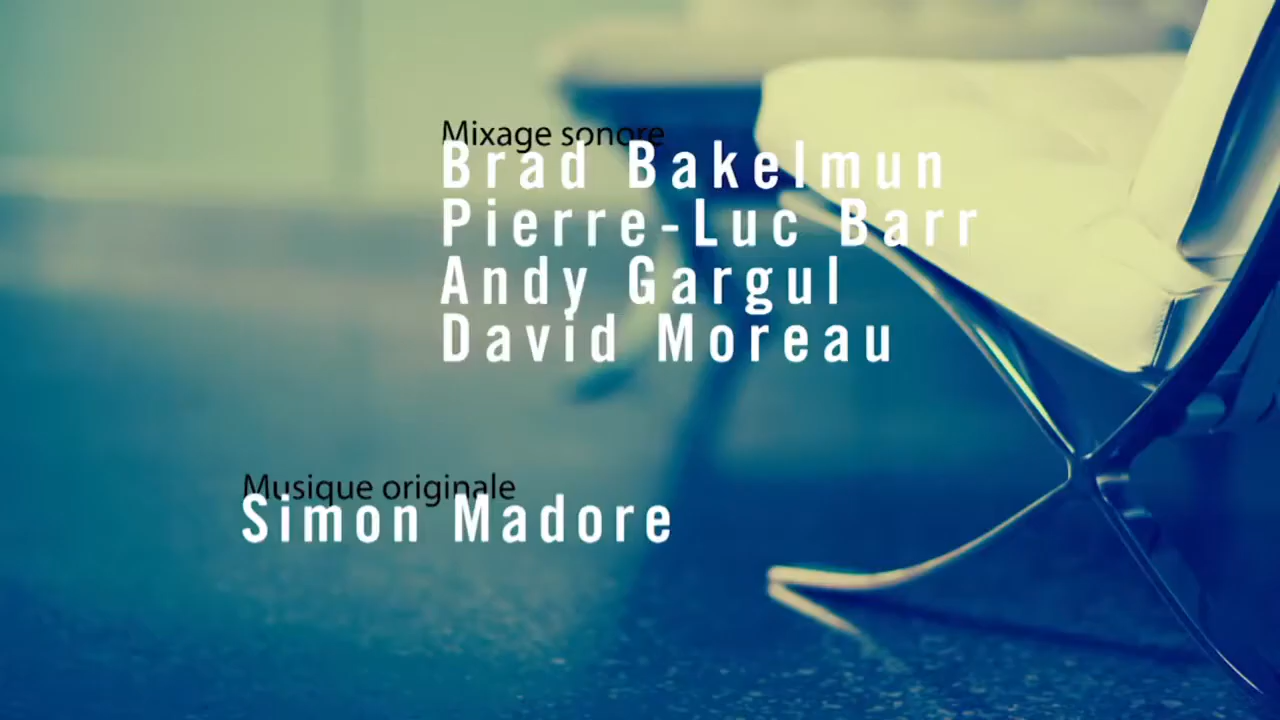 Mixage sonore
Brad Bakelmun
Pierre-Luc Barr
Andy Gargul
David Moreau
Musique originale
Simon Madore